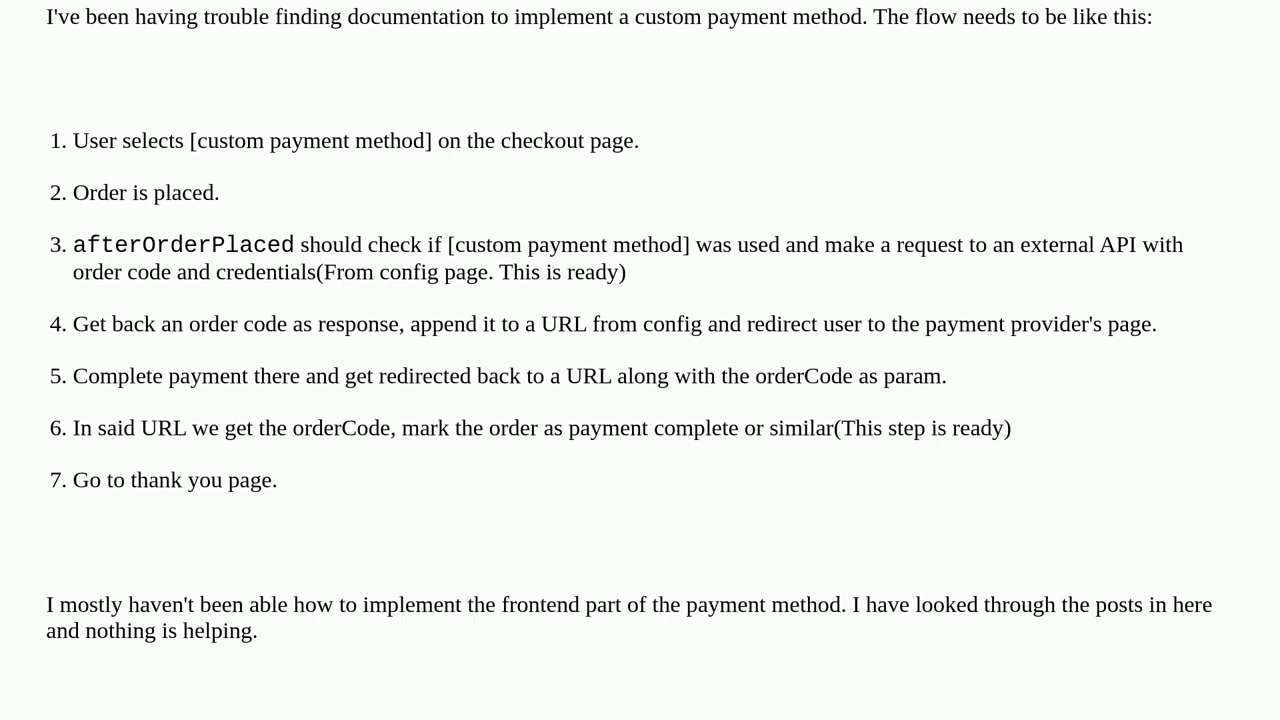 I've been having trouble finding documentation to implement a custom payment method. The flow needs to be like this:
1. User selects [custom payment method] on the checkout page.
2. Order is placed.
3. afterOrderPlaced should check if [custom payment method] was used and make a request to an external API with
order code and credentials(From config page. This is ready)
4. Get back an order code as response, append it to a URL from config and redirect user to the payment provider's page.
5. Complete payment there and get redirected back to a URL along with the orderCode as param.
6. In said URL we get the orderCode, mark the order as payment complete or similar(This step is ready)
7. Go to thank you page.
I mostly haven't been able how to implement the frontend part of the payment method. I have looked through the posts in here
and nothing is helping.